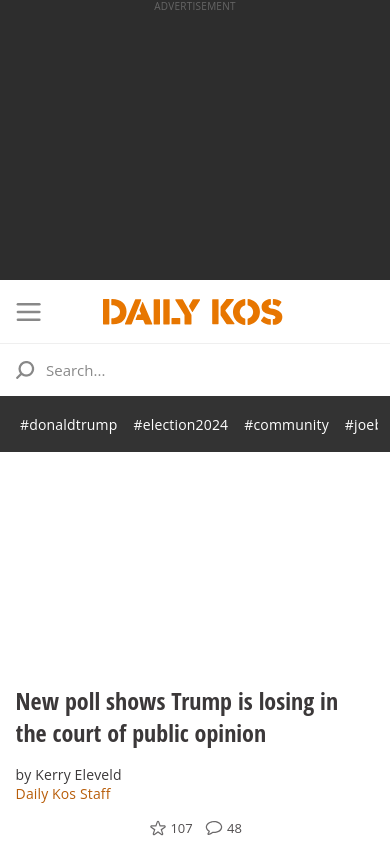 ADVERTISEMENT
DAILY KOS
Search...
#donaldtrump #election2024 #community
New poll shows Trump is losing in
the court of public opinion
by Kerry Eleveld
Daily Kos Staff
107 48